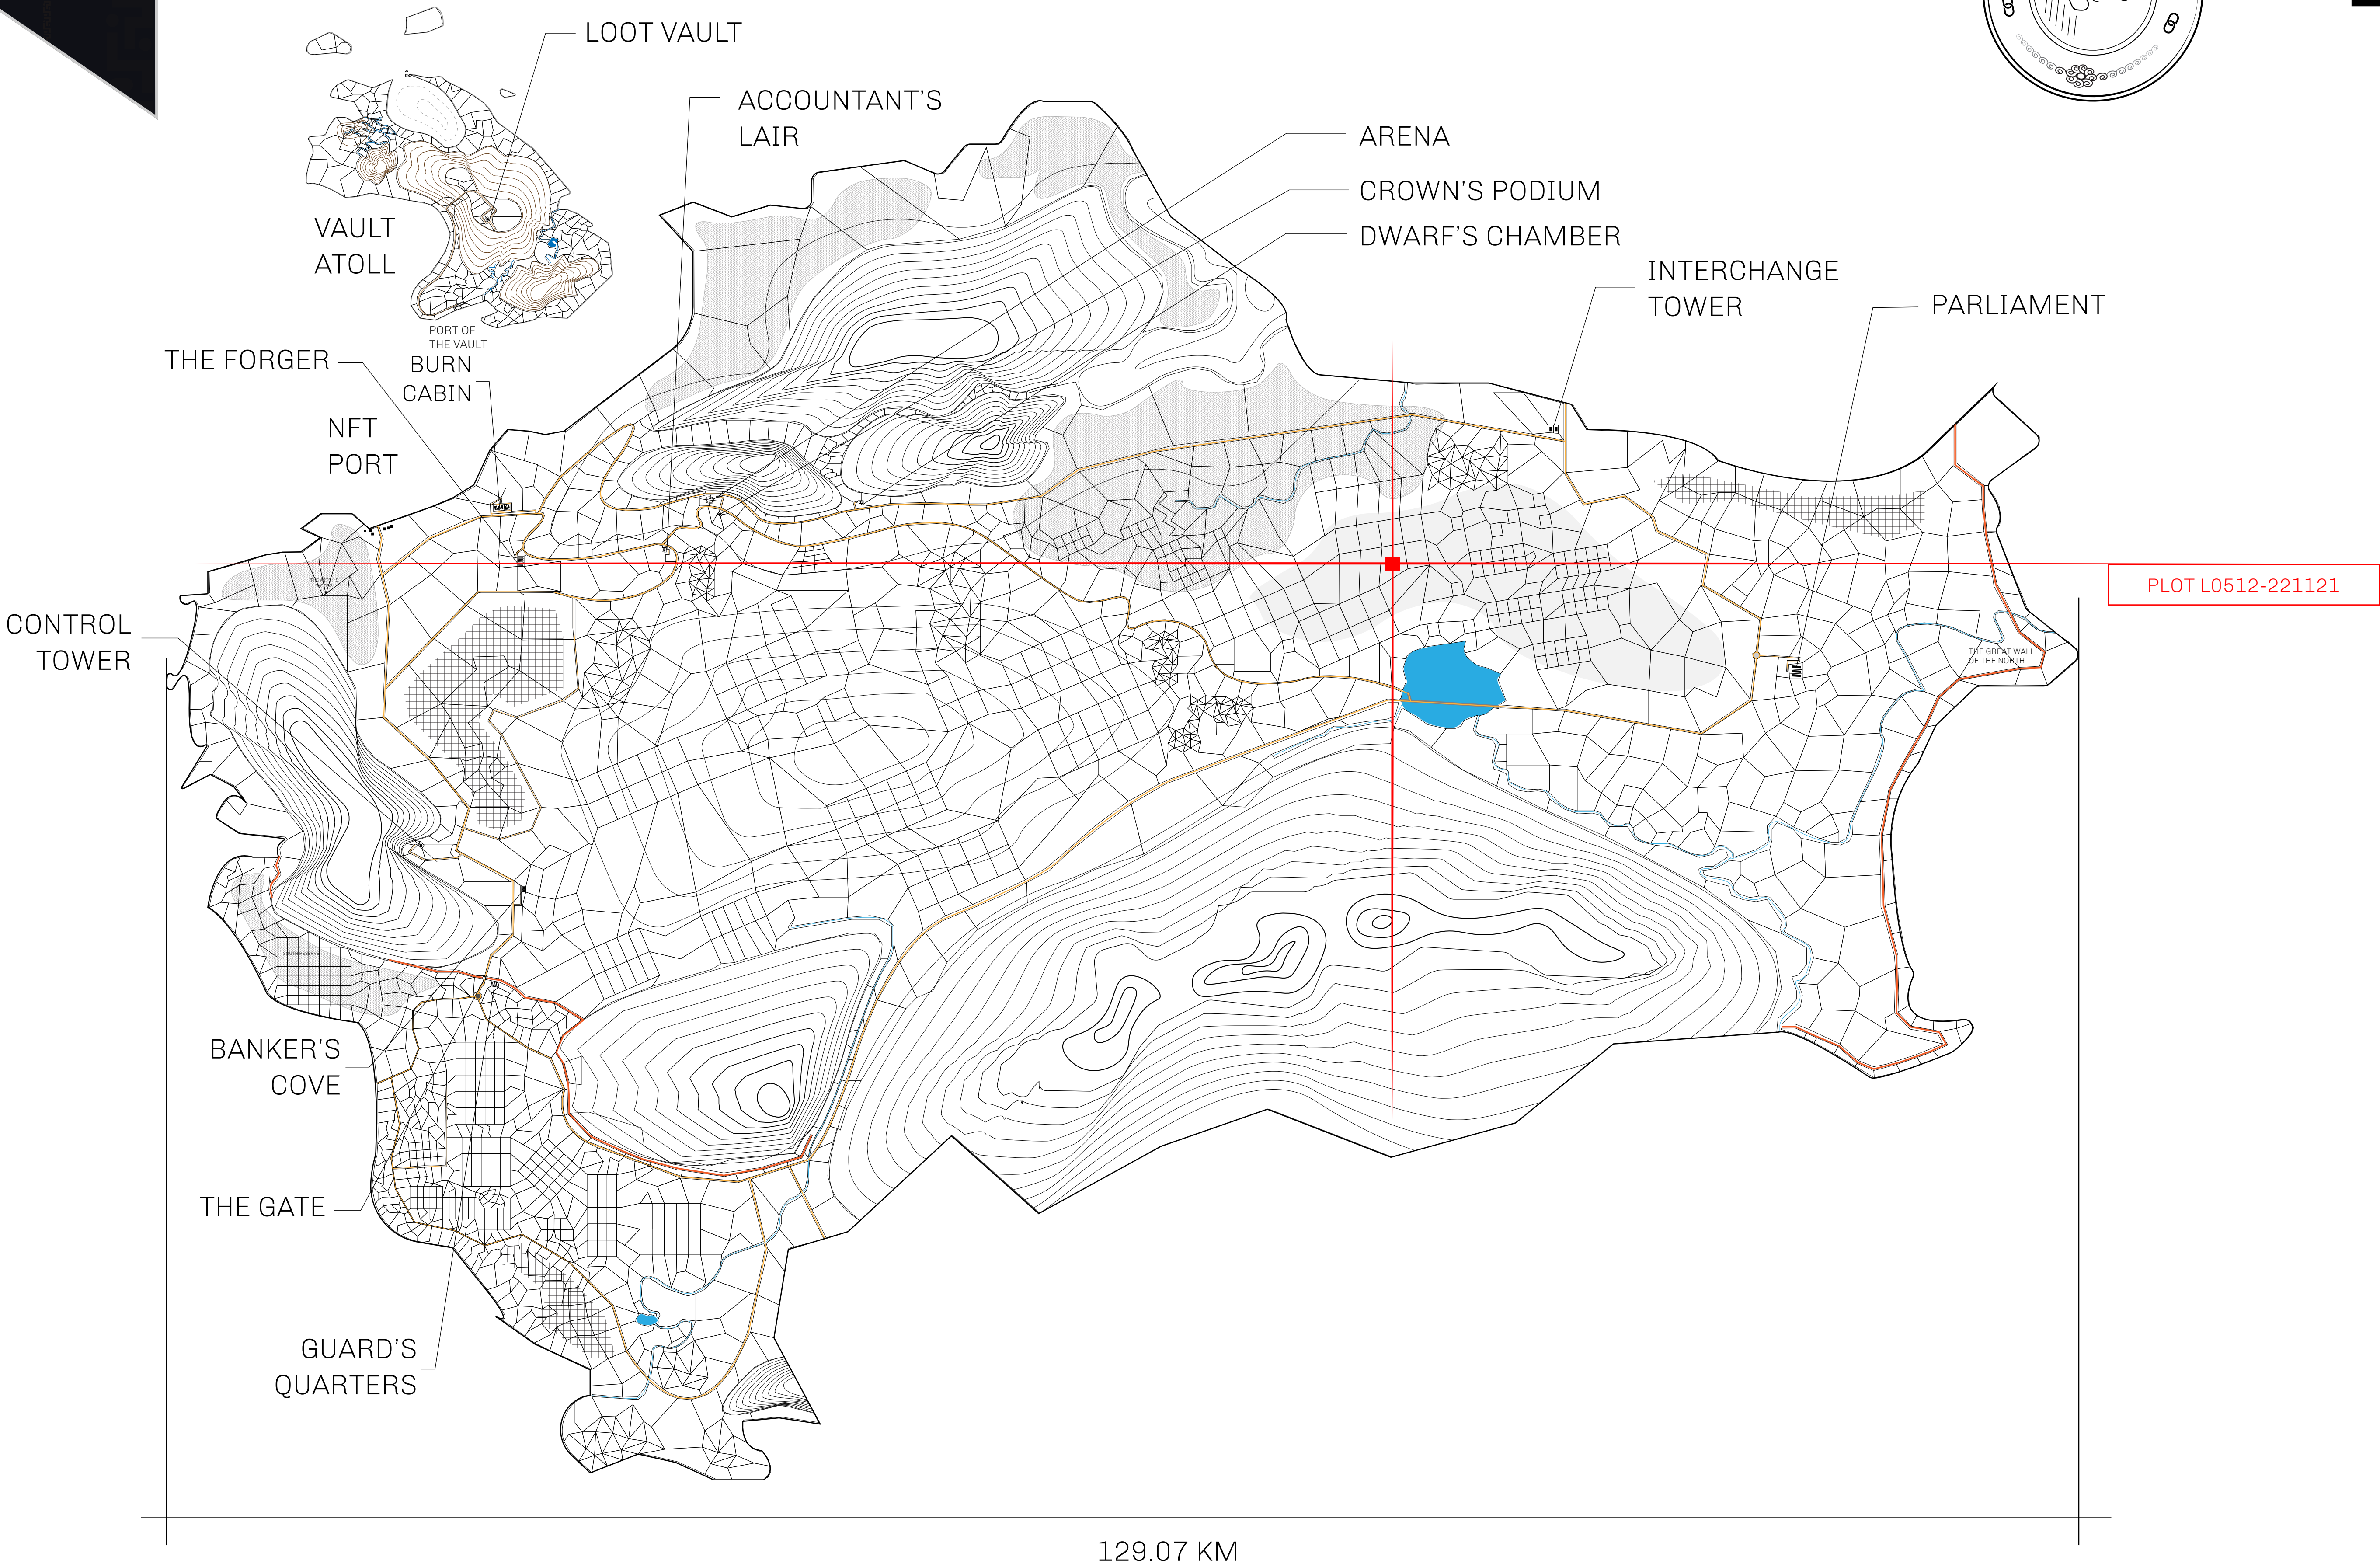 LOOT VAULT
ACCOUNTANT'S
LAIR
ARENA
CROWN'S PODIUM
DWARF'S CHAMBER
VAULT
ATOLL
INTERCHANGE
TOWER
PARLIAMENT
PORT OF
THE VAULT
THE FORGER
BURN
CABIN
NFT
PORT
PLOT L0512-221121
CONTROL
TOWER
THE GREAT WALL
OF THE NORTH
SOUTH RESERVE
BANKER'S
COVE
THE GATE
GUARD'S
QUARTERS
129.07 KM